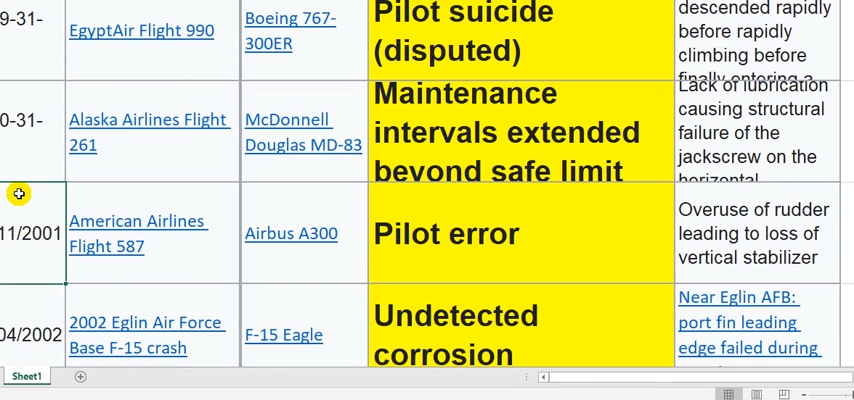 9-31-
EgyptAir Flight 990
Boeing 767-
300ER
Pilot suicide
(disputed)
descended rapidly
before rapidly
climbing before
finally entering a
0-31-
Alaska Airlines Flight
261
McDonnell
Douglas MD-83
Maintenance
intervals extended
beyond safe limit
Lack of lubrication
causing structural
failure of the
jackscrew on the
horizontal
11/2001
American Airlines
Flight 587
Airbus A300
Pilot error
Overuse of rudder
leading to loss of
vertical stabilizer
04/2002
2002 Eglin Air Force
Base F-15 crash
F-15 Eagle
Undetected
corrosion
Near Eglin AFB:
port fin leading
edge failed during
Sheet1